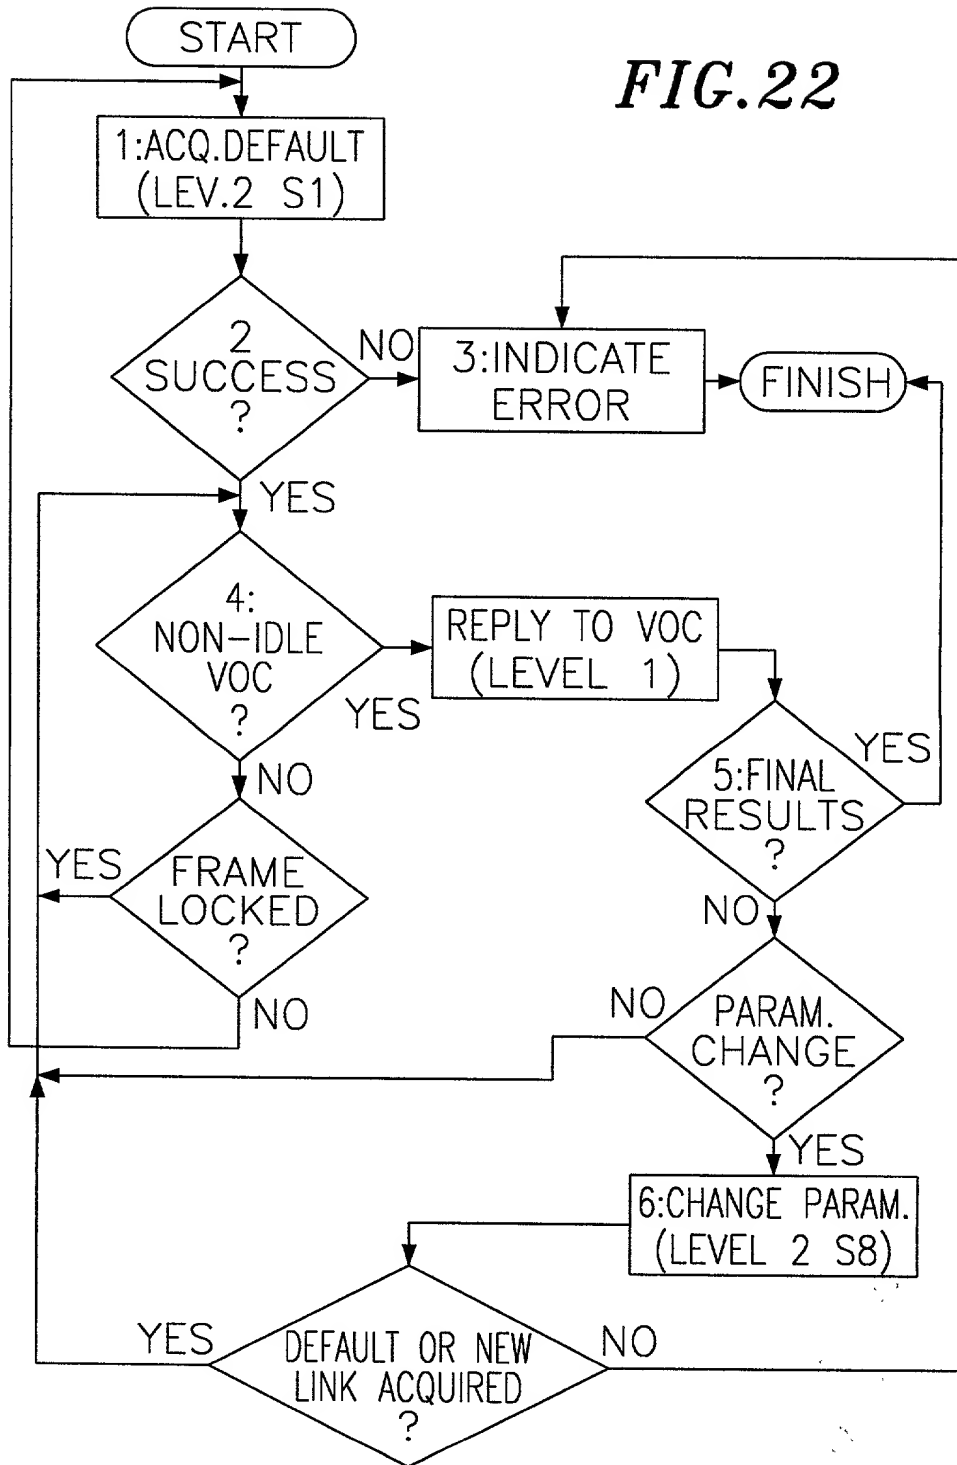 START
FIG.22
1:ACQ.DEFAULT
(LEV.2 S1)
2
SUCCESS
?
NO
3:INDICATE
ERROR
FINISH
YES
4:
NON-IDLE
VOC
?
YES
REPLY TO VOC
(LEVEL 1)
NO
5:FINAL
RESULTS
?
YES
YES
FRAME
LOCKED
?
NO
NO
NO
PARAM.
CHANGE
?
YES
6:CHANGE PARAM.
(LEVEL 2 S8)
YES
DEFAULT OR NEW
LINK ACQUIRED
?
NO